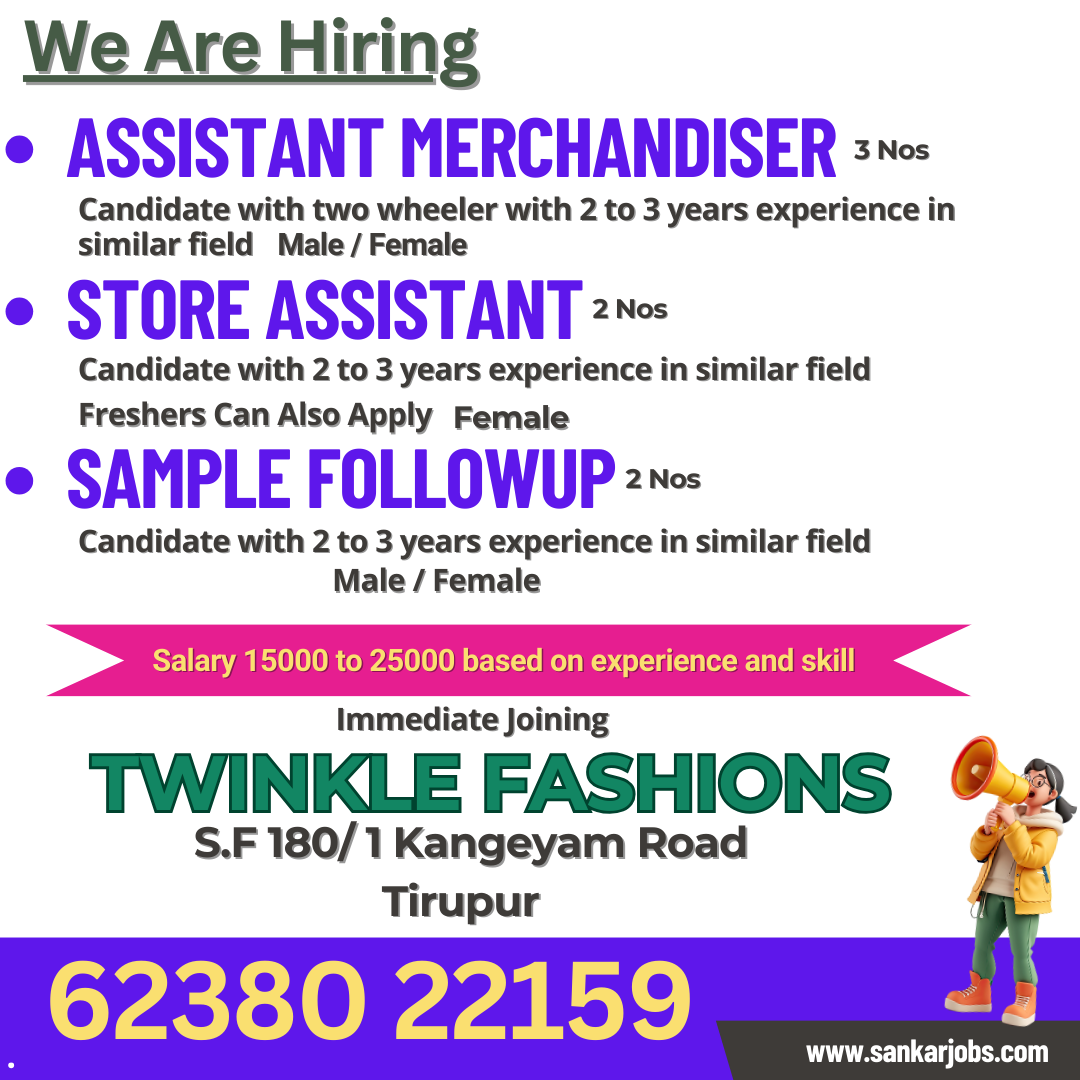 We Are Hiring
• ASSISTANT MERCHANDISER 3 Nos
Candidate with two wheeler with 2 to 3 years experience in
similar field Male / Female
• STORE ASSISTANT 2 Nos
Candidate with 2 to 3 years experience in similar field
Freshers Can Also Apply Female
• SAMPLE FOLLOWUP 2 Nos
Candidate with 2 to 3 years experience in similar field
Male / Female
Salary 15000 to 25000 based on experience and skill
Immediate Joining
TWINKLE FASHIONS
S.F 180/ 1 Kangeyam Road
Tirupur
62380 22159
www.sankarjobs.com